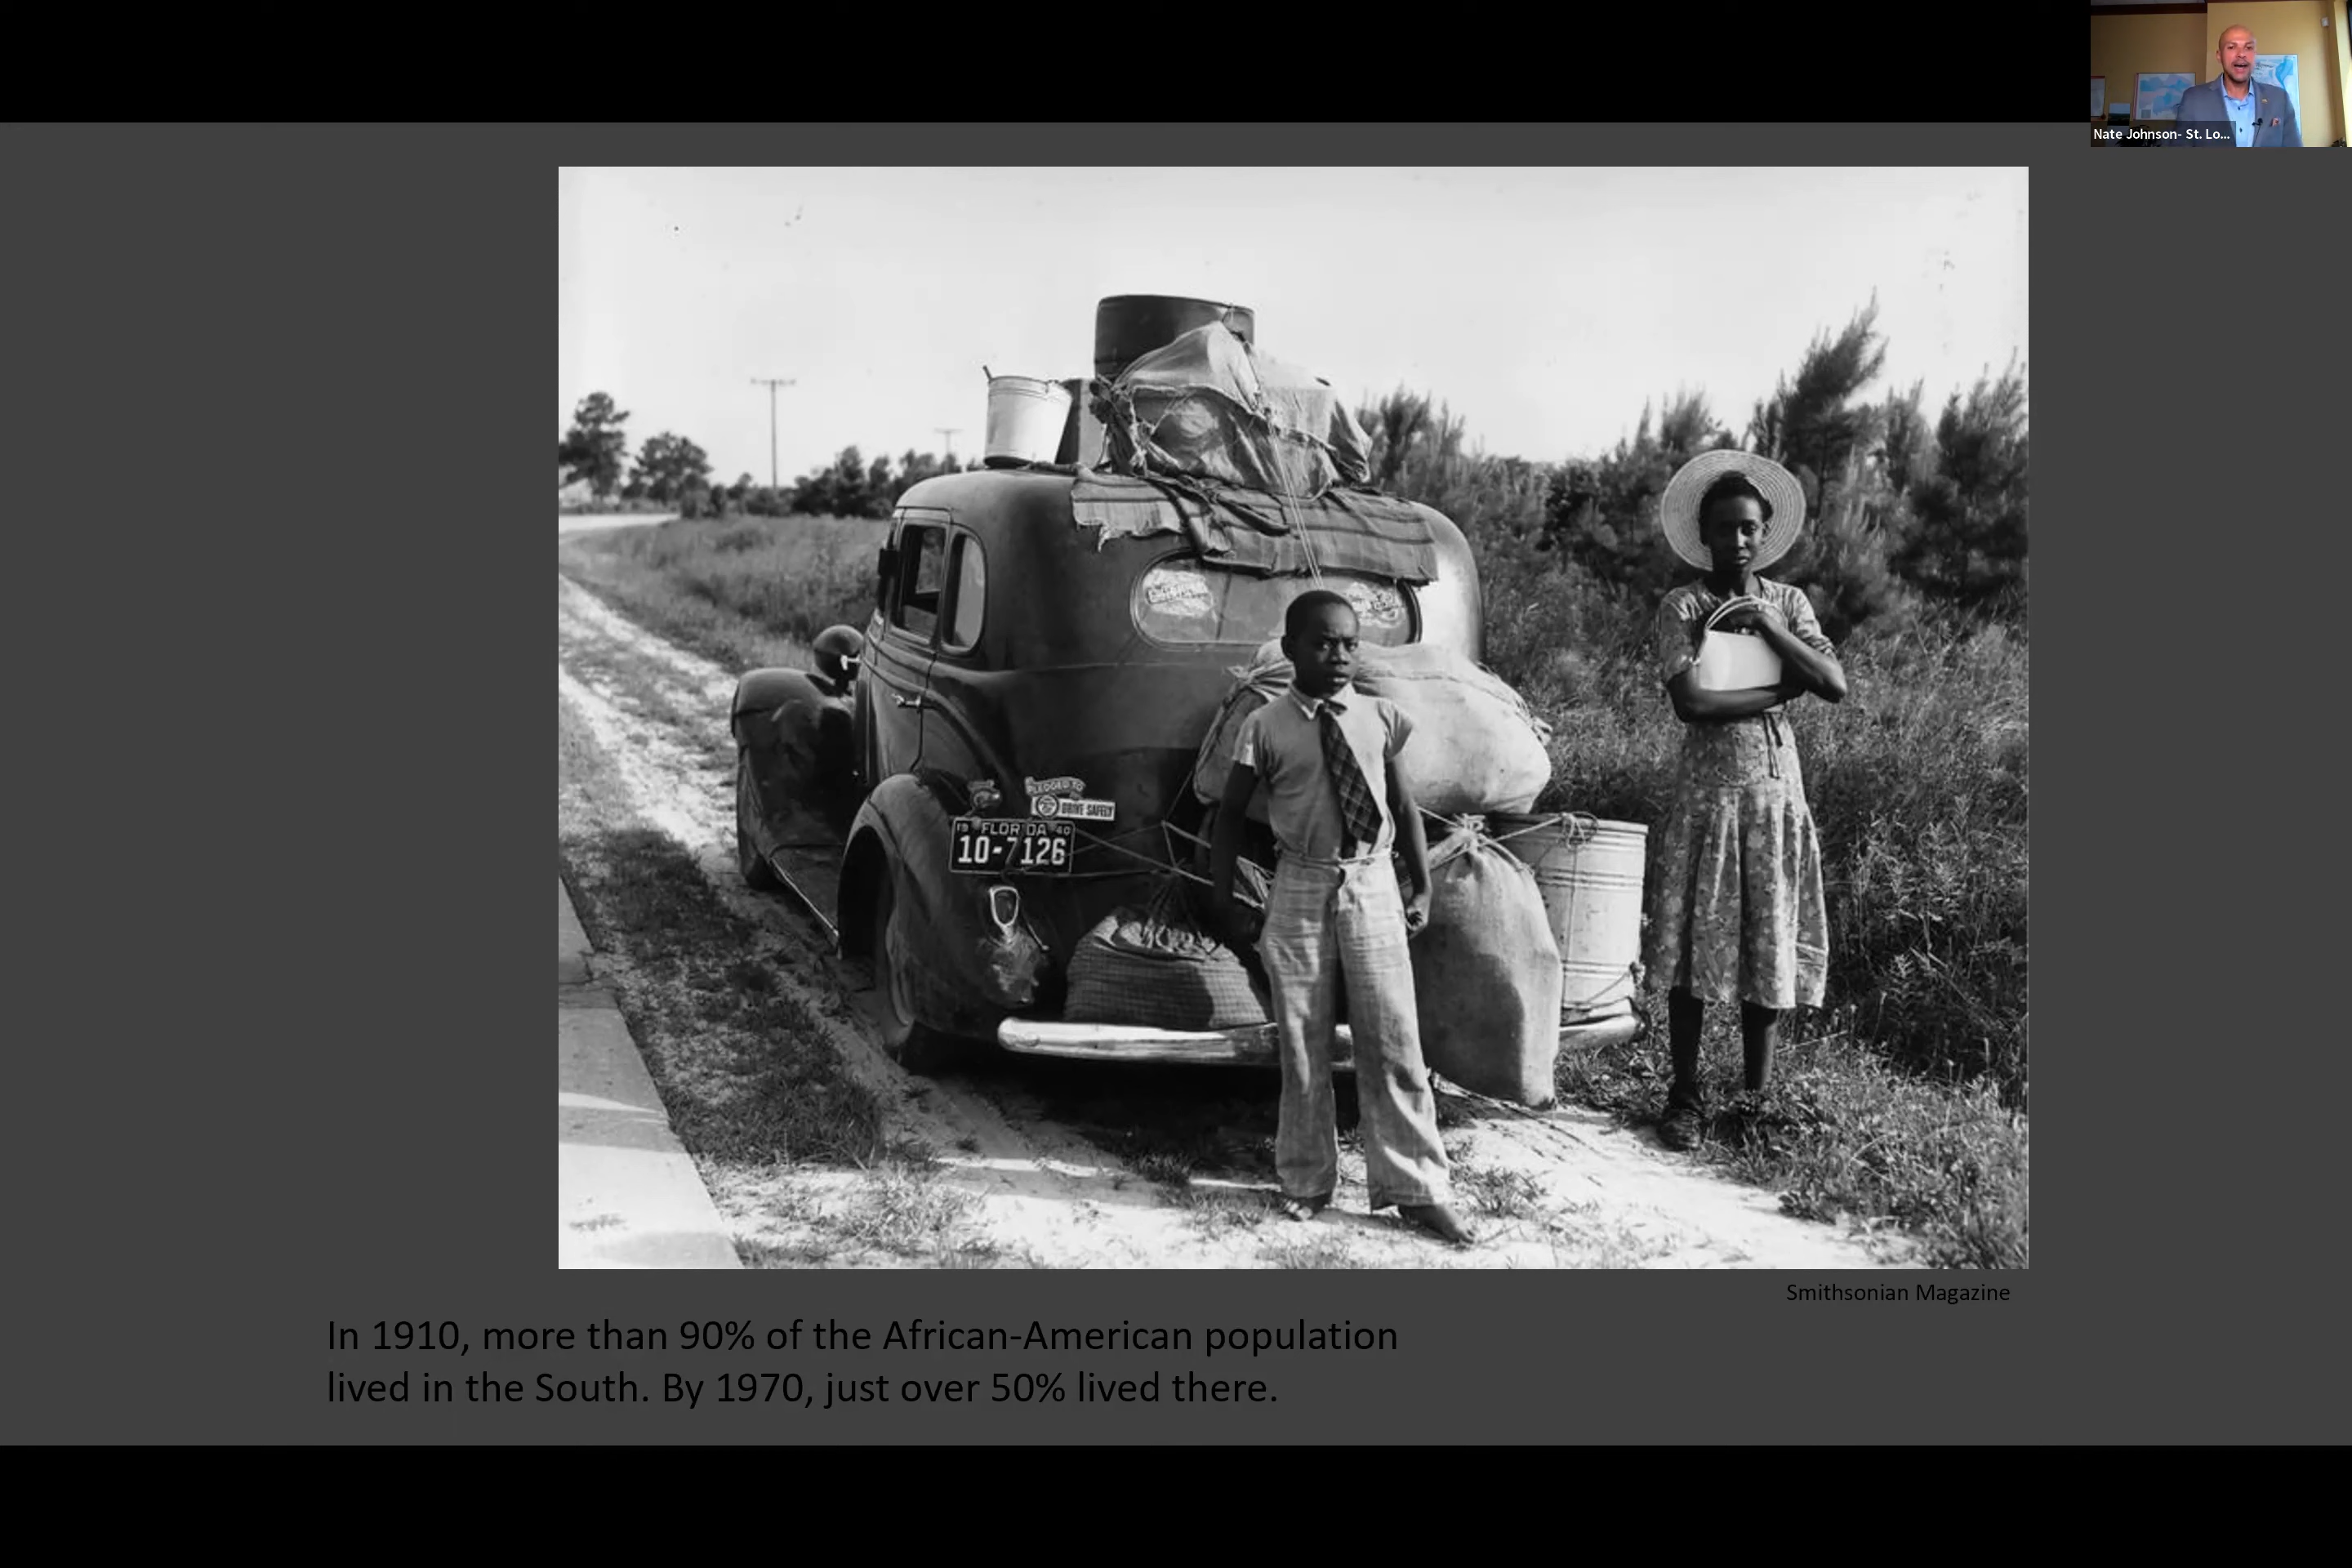 Nate Johnson- St. Lo...
PLEDGED TO
DRIVE SAFELY
19 FLORIDA 40
10-7126
Smithsonian Magazine
In 1910, more than 90% of the African-American population
lived in the South. By 1970, just over 50% lived there.